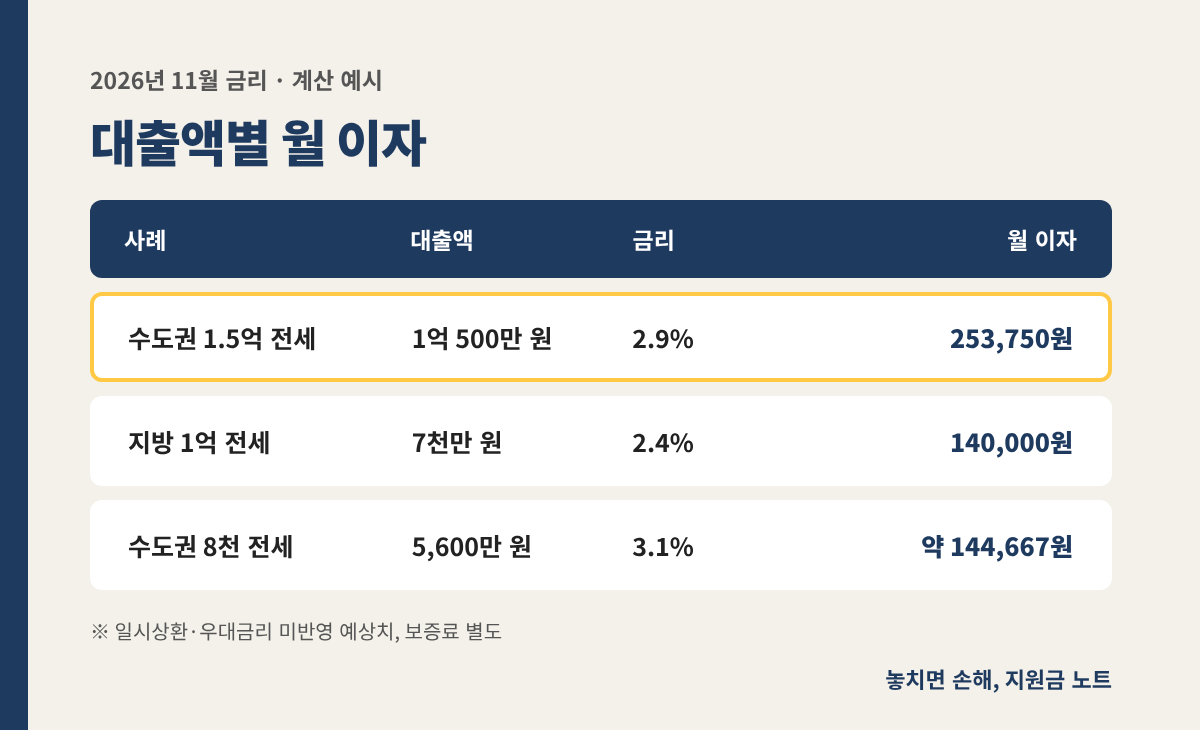 2026년 11월 금리 · 계산 예시
대출액별 월 이자
사례 대출액 금리 월 이자
수도권 1.5억 전세 1억 500만 원 2.9% 253,750원
지방 1억 전세 7천만 원 2.4% 140,000원
수도권 8천 전세 5,600만 원 3.1% 약 144,667원
※ 일시상환·우대금리 미반영 예상치, 보증료 별도
놓치면 손해, 지원금 노트